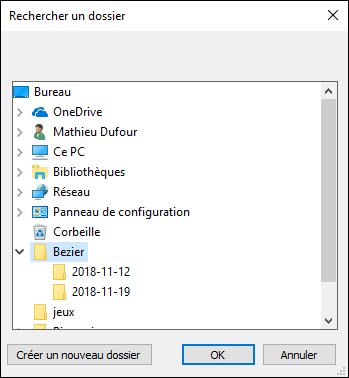 Rechercher un dossier
Bureau
OneDrive
Mathieu Dufour
Ce PC
Bibliothèques
Réseau
Panneau de configuration
Corbeille
Bezier
2018-11-12
2018-11-19
jeux
Créer un nouveau dossier
OK
Annuler